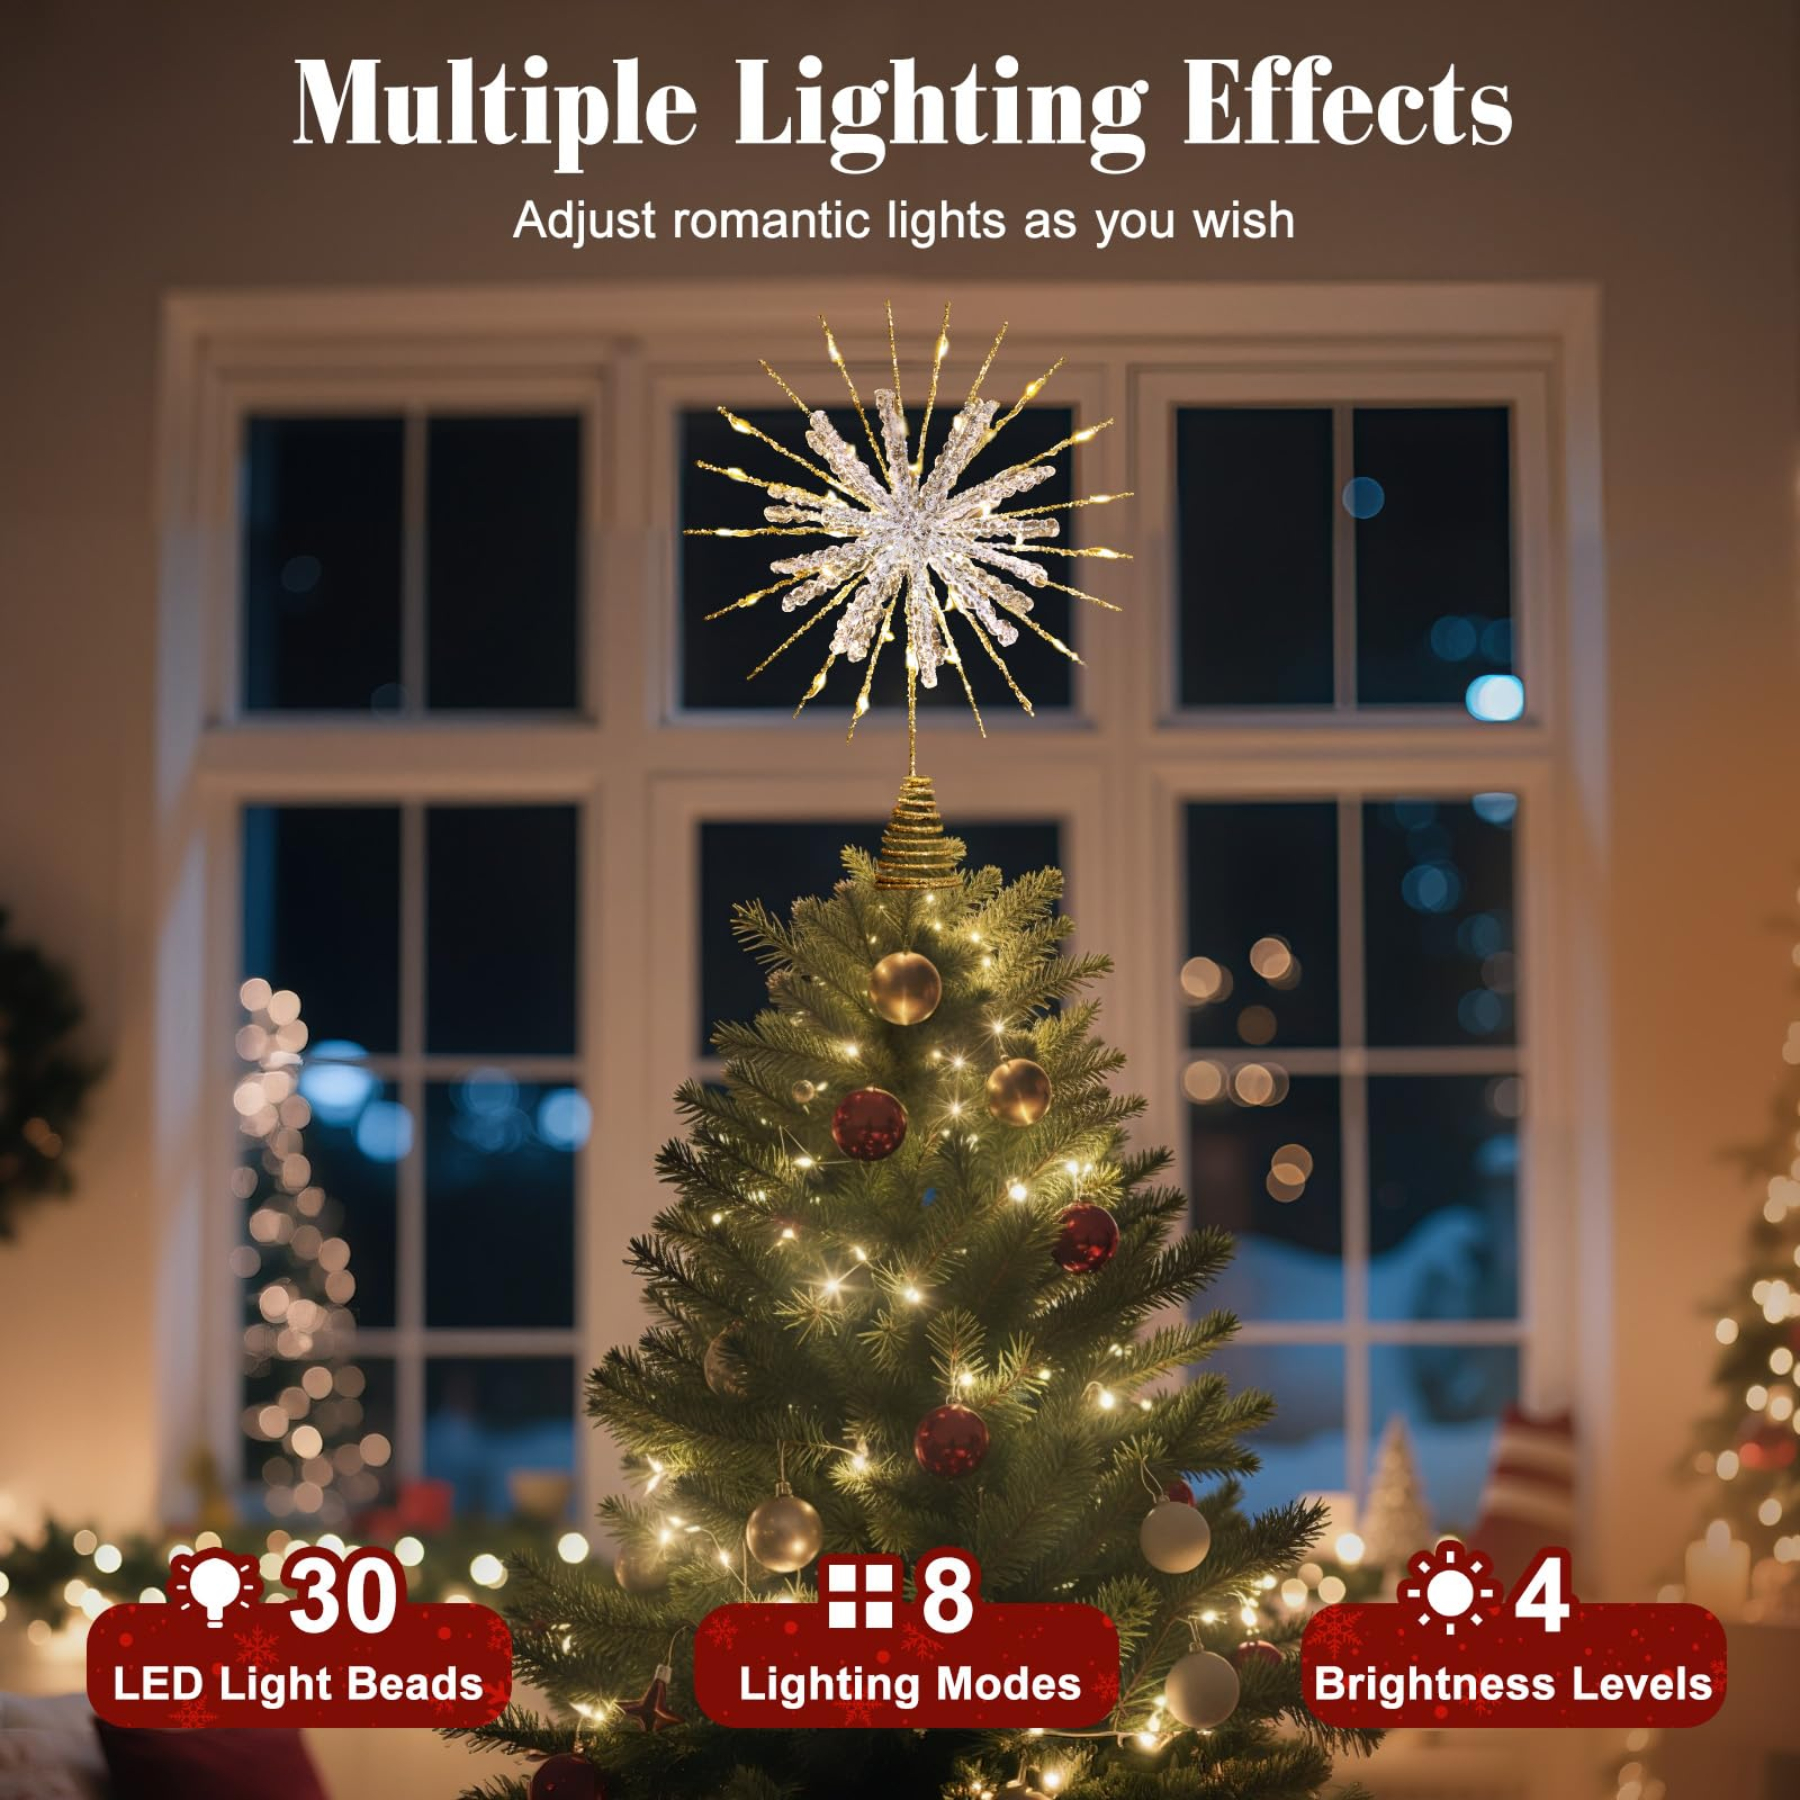 Multiple Lighting Effects
Adjust romantic lights as you wish
30
LED Light Beads
8
Lighting Modes
4
Brightness Levels